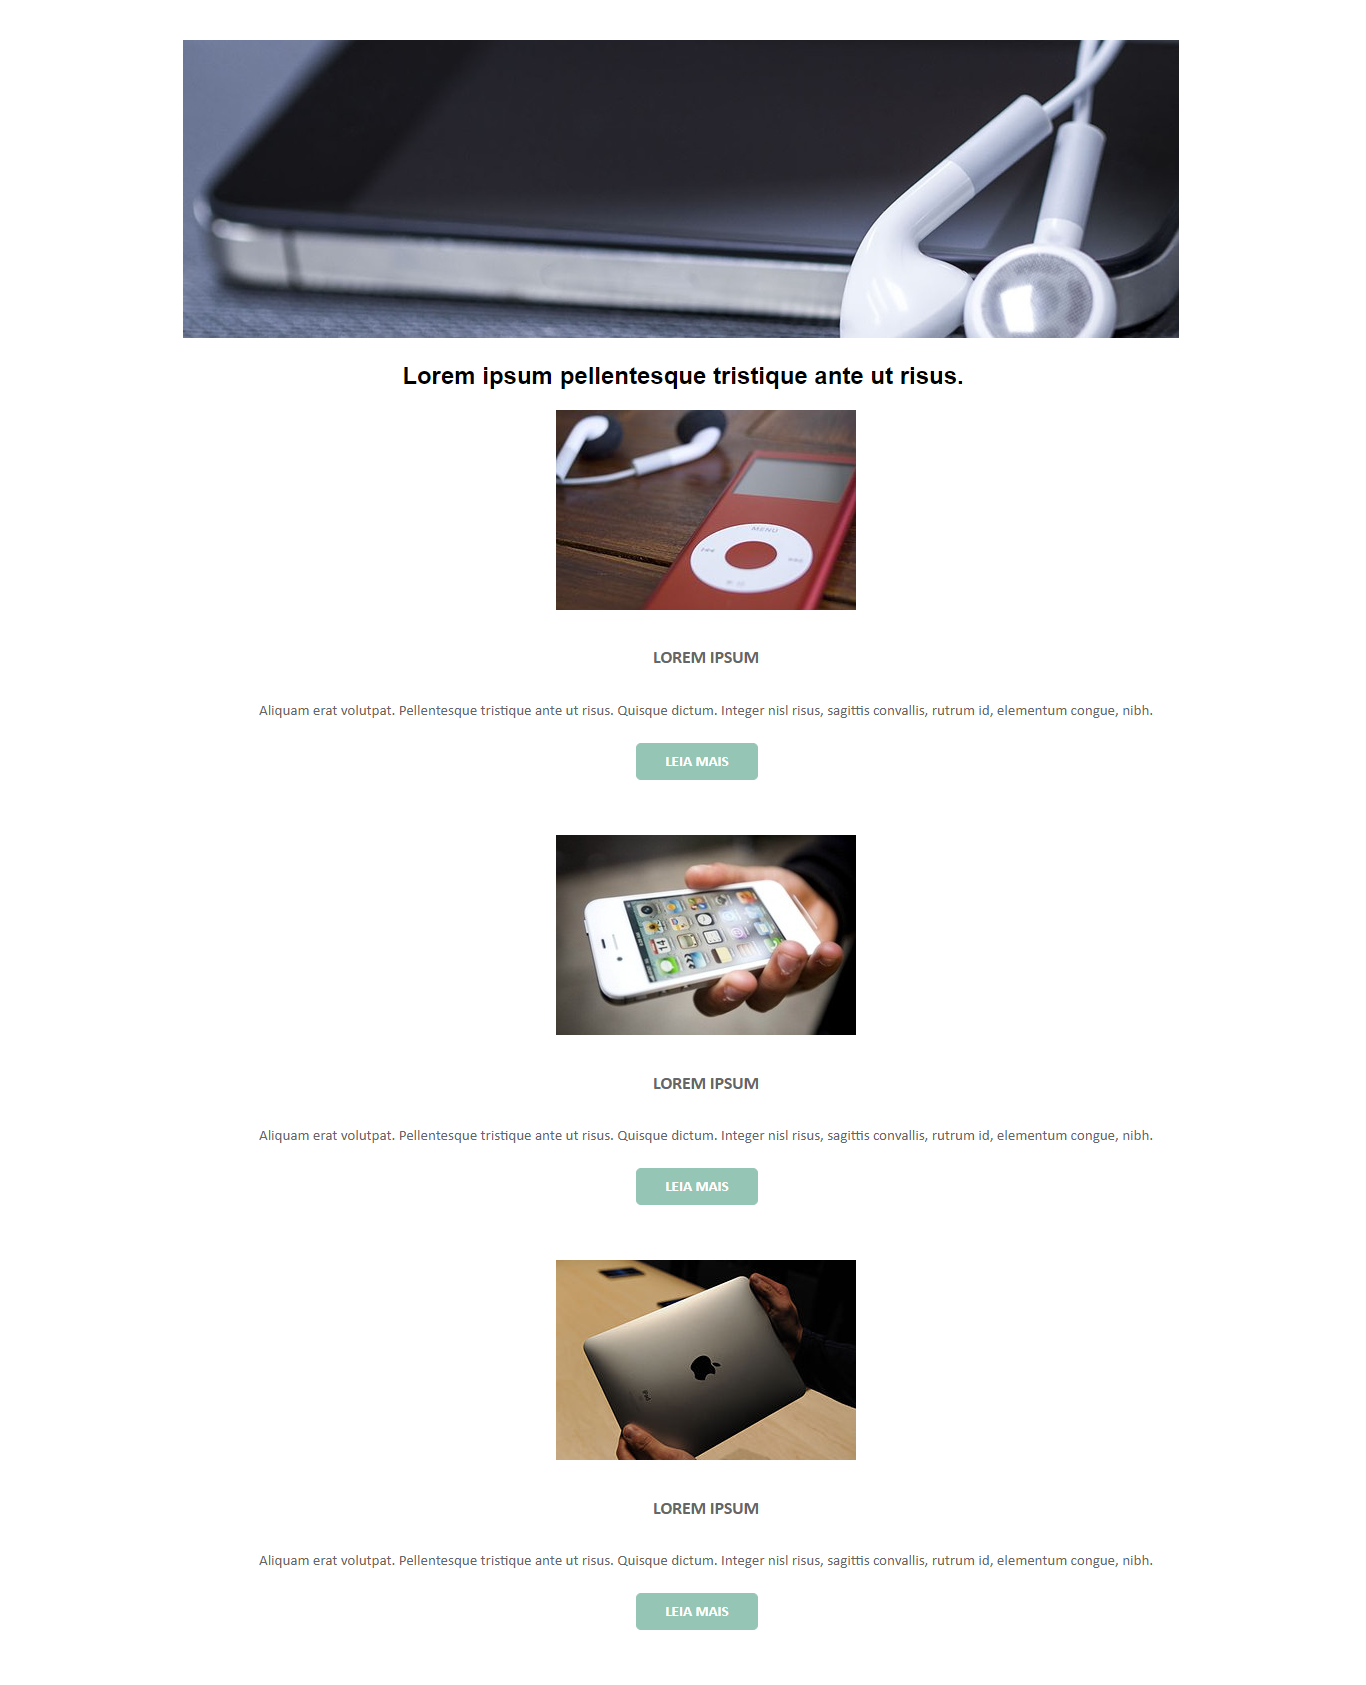 Lorem ipsum pellentesque tristique ante ut risus.
MENU
LOREM IPSUM
Aliquam erat volutpat. Pellentesque tristique ante ut risus. Quisque dictum. Integer nisl risus, sagittis convallis, rutrum id, elementum congue, nibh.
LEIA MAIS
14
LOREM IPSUM
Aliquam erat volutpat. Pellentesque tristique ante ut risus. Quisque dictum. Integer nisl risus, sagittis convallis, rutrum id, elementum congue, nibh.
LEIA MAIS
LOREM IPSUM
Aliquam erat volutpat. Pellentesque tristique ante ut risus. Quisque dictum. Integer nisl risus, sagittis convallis, rutrum id, elementum congue, nibh.
LEIA MAIS